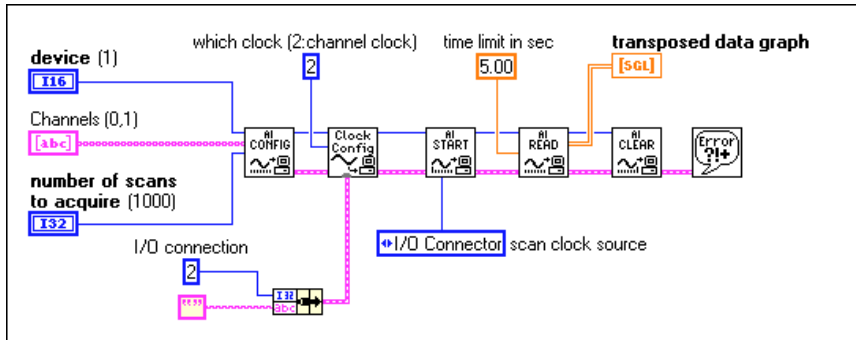 which clock (2:channel clock)
time limit in sec
transposed data graph
device (1)
I16
2
5.00
[SGL]
Channels (0,1)
[abc]
AI
CONFIG
Clock
Config
AI
START
AI
READ
AI
CLEAR
Error
?!+
number of scans
to acquire (1000)
I32
I/O connection
I/O Connector scan clock source
2
I32
abc
""